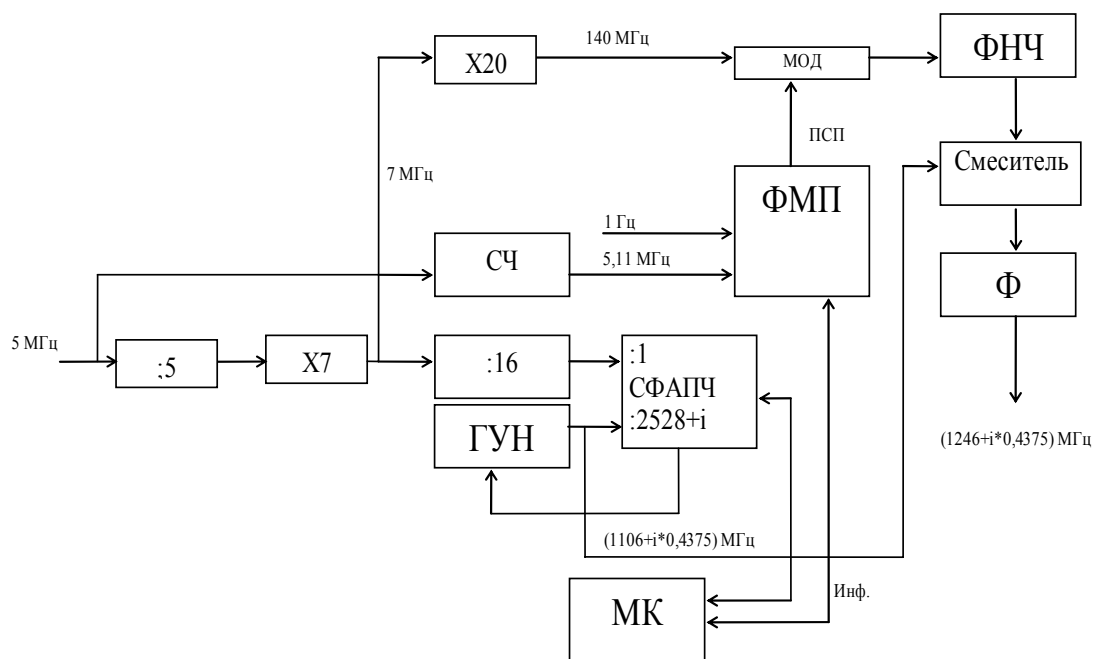 140 МГц
Х20
МОД
ФНЧ
ПСП
7 МГц
Смеситель
ФМП
1 Гц
СЧ
5,11 МГц
Ф
5 МГц
;5
Х7
:16
:1
СФАПЧ
:2528+i
ГУН
(1246+i*0,4375) МГц
(1106+i*0,4375) МГц
МК
Инф.